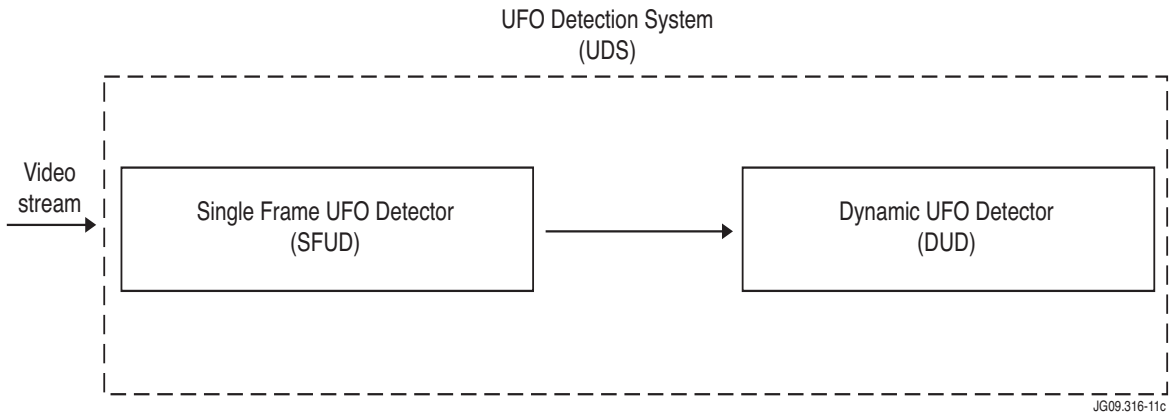 UFO Detection System
(UDS)
Video
stream
Single Frame UFO Detector
(SFUD)
Dynamic UFO Detector
(DUD)
JG09.316-11c